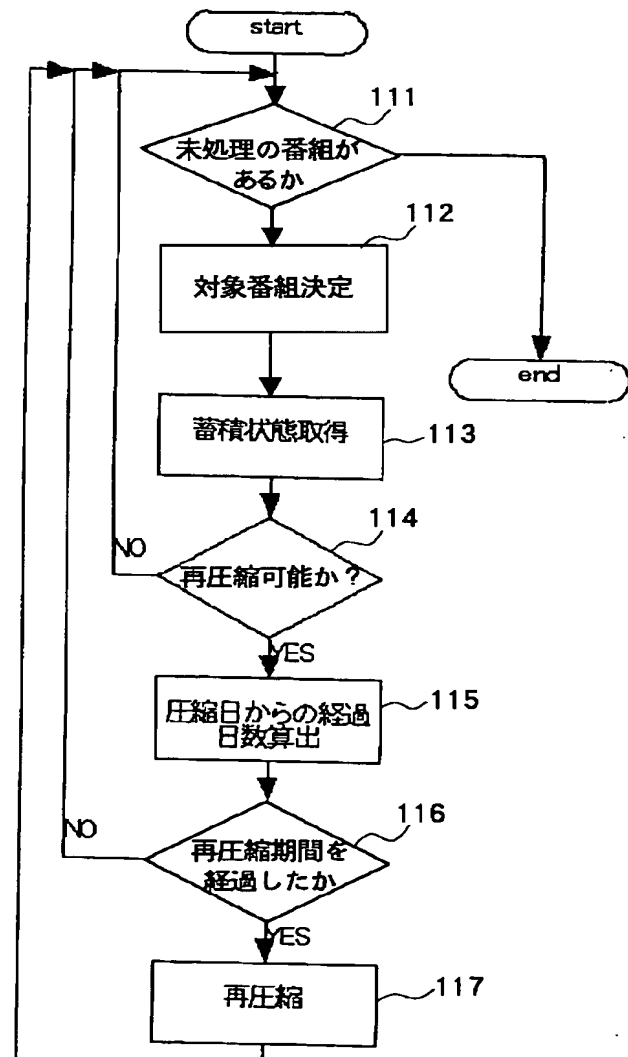 start
111
未処理の番組が
あるか
112
対象番組決定
end
蓄積状態取得
113
114
NO
再圧縮可能か?
YES
圧縮日からの経過
日数算出
115
116
NO
再圧縮期間を
経過したか
YES
再圧縮
117